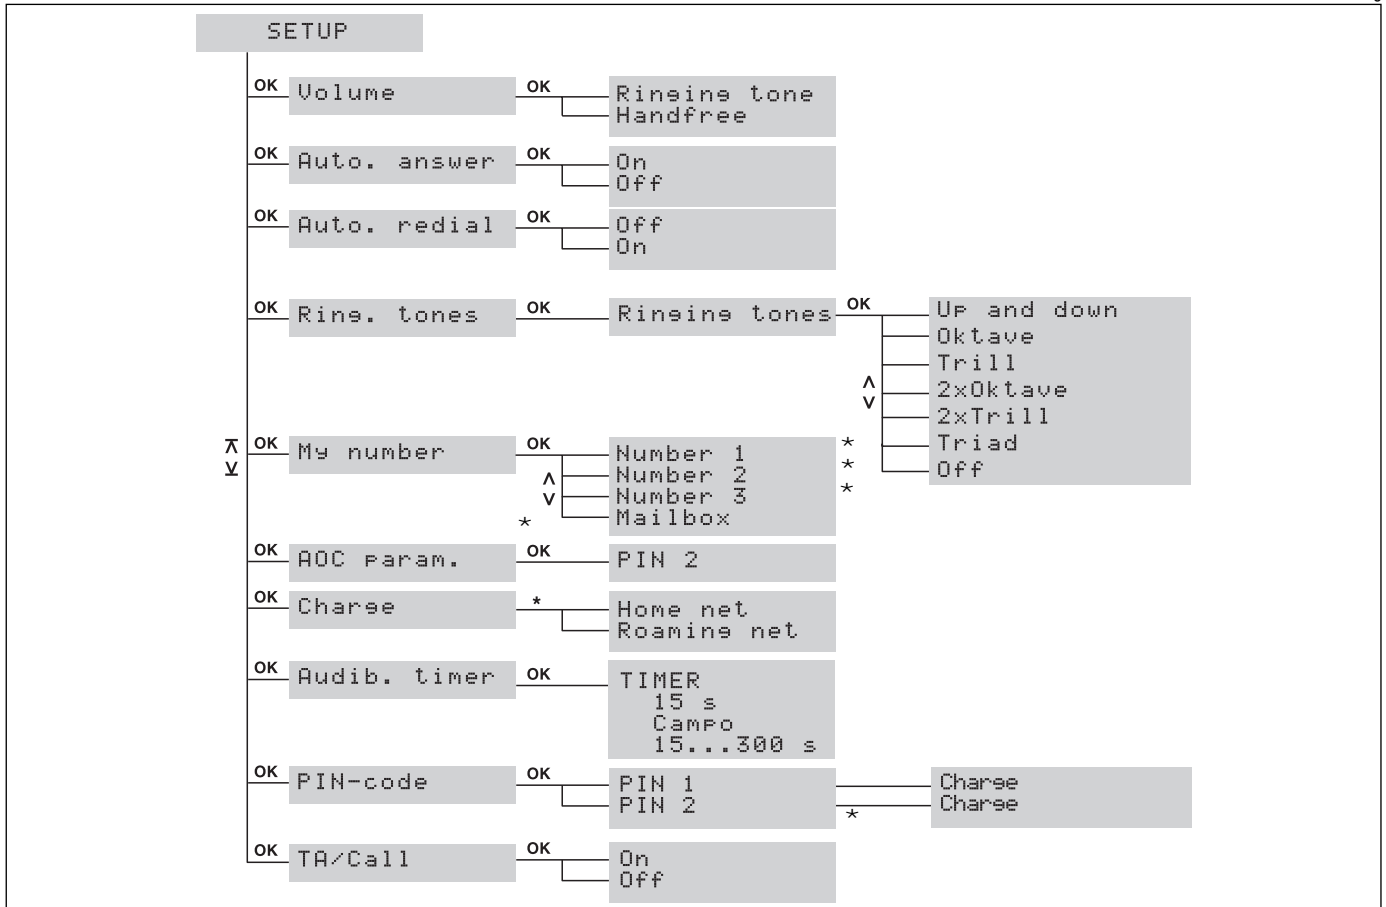 SETUP
OK Volume OK Ringing tone
Handfree
OK Auto. answer OK On
Off
OK Auto. redial OK Off
On
OK Ring. tones OK Ringing tones OK Up and down
Oktave
Trill
2xOktave
2xTrill
Triad
Off
OK My number OK Number 1 *
Number 2 *
Number 3 *
* Mailbox
OK AOC param. OK PIN 2
OK Charge * Home net
Roaming net
OK Audib. timer OK TIMER
15 s
Campo
15...300 s
OK PIN-code OK PIN 1 Charge
PIN 2 * Charge
OK TA/Call OK On
Off